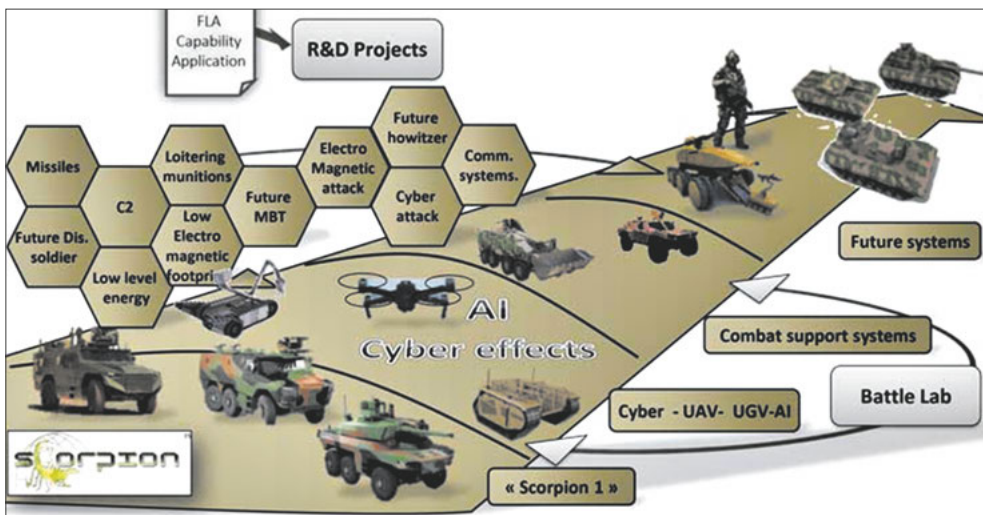 FLA
Capability
Application
R&D Projects
Missiles
Loitering
munitions
Electro
Magnetic
attack
Future
howitzer
Comm.
systems.
C2
Future
MBT
Cyber
attack
Future Dis.
soldier
Low
Electro
magnetic
footprin
Low level
energy
AI
Cyber effects
Future systems
Combat support systems
Battle Lab
Cyber - UAV- UGV-AI
« Scorpion 1 »
sCorpion